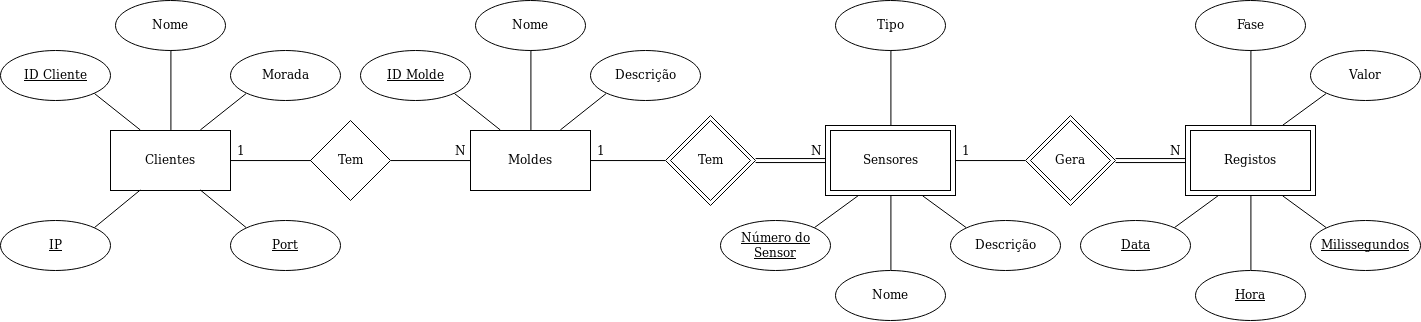 Nome
Nome
Tipo
Fase
ID Cliente
Morada
ID Molde
Descrição
Valor
Clientes
1
Tem
N
Moldes
1
Tem
N
Sensores
1
Gera
N
Registos
IP
Port
Número do
Sensor
Descrição
Data
Milissegundos
Nome
Hora